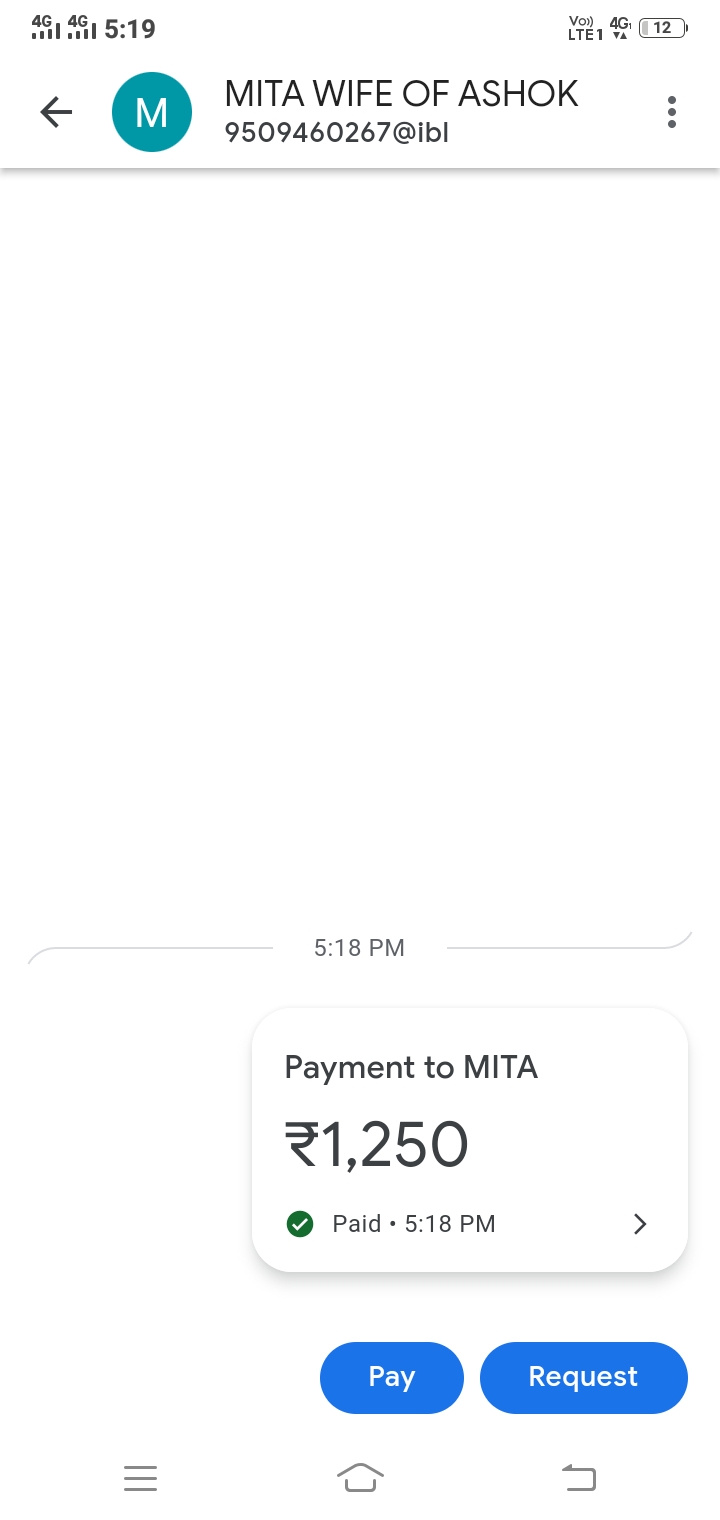 4G 4G 5:19 Vo)) LTE1 4G 12
M
MITA WIFE OF ASHOK
9509460267@ibl
5:18 PM
Payment to MITA
₹1,250
Paid • 5:18 PM
Pay Request